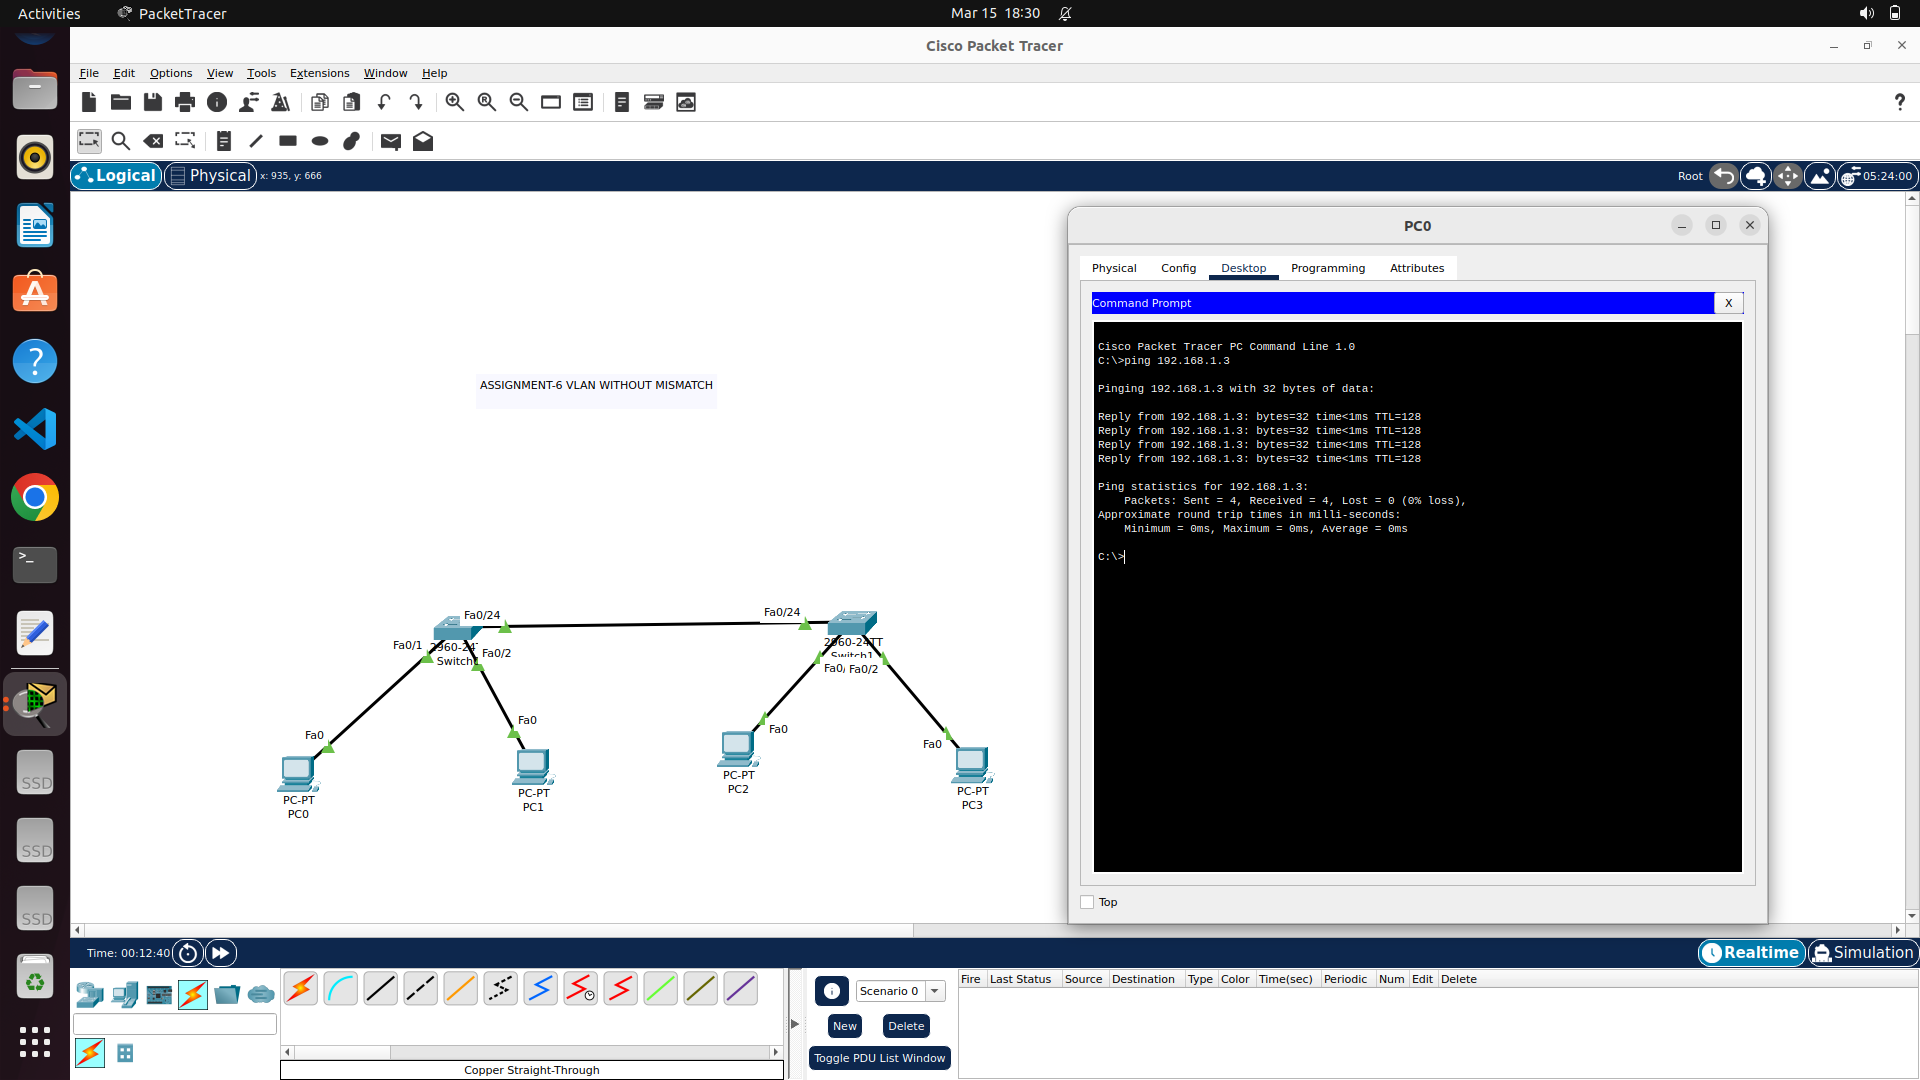 Activities
PacketTracer
Mar 15 18:30
Cisco Packet Tracer
File Edit Options View Tools Extensions Window Help
?
Logical
Physical
x: 935, y: 666
Root
05:24:00
PC0
Physical Config Desktop Programming Attributes
Command Prompt
X
Cisco Packet Tracer PC Command Line 1.0
C:\>ping 192.168.1.3
Pinging 192.168.1.3 with 32 bytes of data:
Reply from 192.168.1.3: bytes=32 time<1ms TTL=128
Reply from 192.168.1.3: bytes=32 time<1ms TTL=128
Reply from 192.168.1.3: bytes=32 time<1ms TTL=128
Reply from 192.168.1.3: bytes=32 time<1ms TTL=128
Ping statistics for 192.168.1.3:
Packets: Sent = 4, Received = 4, Lost = 0 (0% loss),
Approximate round trip times in milli-seconds:
Minimum = 0ms, Maximum = 0ms, Average = 0ms
C:\>
Top
ASSIGNMENT-6 VLAN WITHOUT MISMATCH
Fa0/24
Fa0/24
Fa0/1
2960-24
Switch
Fa0/2
2960-24TT
Switch1
Fa0/
Fa0/2
Fa0
Fa0
Fa0
Fa0
PC-PT
PC0
PC-PT
PC1
PC-PT
PC2
PC-PT
PC3
SSD
SSD
SSD
Time: 00:12:40
Realtime
Simulation
Scenario 0
New
Delete
Toggle PDU List Window
Fire Last Status Source Destination Type Color Time(sec) Periodic Num Edit Delete
Copper Straight-Through